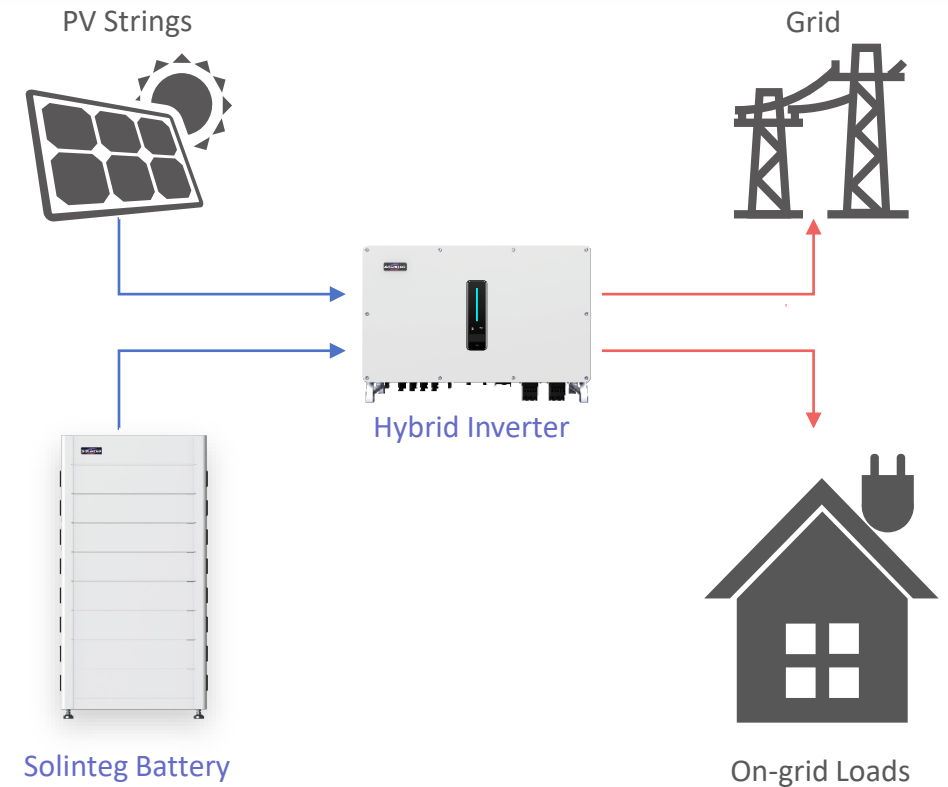 PV Strings
Grid
Hybrid Inverter
Solinteg Battery
On-grid Loads